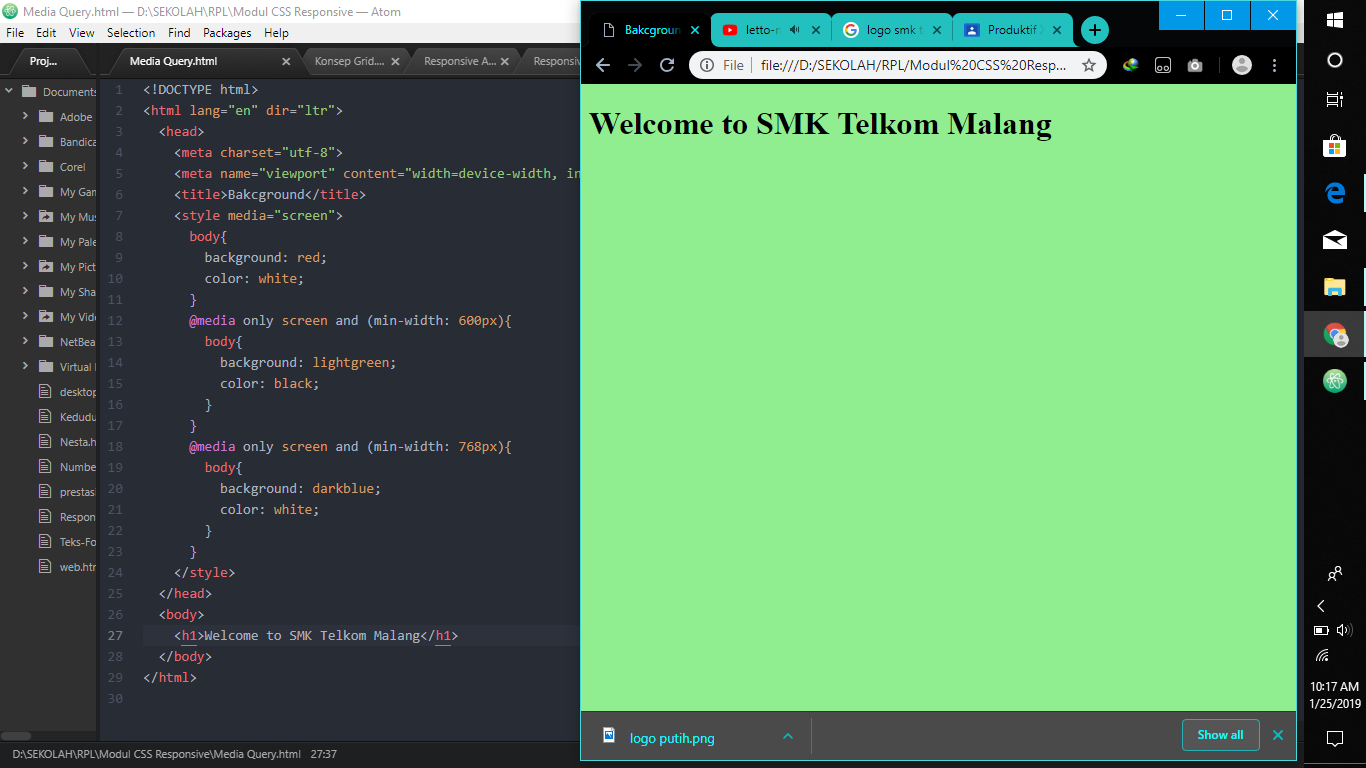 Media Query.html — D:\SEKOLAH\RPL\Modul CSS Responsive — Atom
File Edit View Selection Find Packages Help
Proj...
Media Query.html
Konsep Grid....
Responsive A...
Responsiv
Documents
Adobe
Bandica
Corel
My Gam
My Mus
My Pale
My Pict
My Sha
My Vide
NetBea
Virtual
desktop
Kedudu
Nesta.h
Numbe
prestasi
Respon
Teks-Fo
web.htm
1 <!DOCTYPE html>
2 <html lang="en" dir="ltr">
3 <head>
4 <meta charset="utf-8">
5 <meta name="viewport" content="width=device-width, in
6 <title>Bakcground</title>
7 <style media="screen">
8 body{
9 background: red;
10 color: white;
11 }
12 @media only screen and (min-width: 600px){
13 body{
14 background: lightgreen;
15 color: black;
16 }
17 }
18 @media only screen and (min-width: 768px){
19 body{
20 background: darkblue;
21 color: white;
22 }
23 }
24 </style>
25 </head>
26 <body>
27 <h1>Welcome to SMK Telkom Malang</h1>
28 </body>
29 </html>
30
D:\SEKOLAH\RPL\Modul CSS Responsive\Media Query.html 27:37
Bakcground
letto-r
logo smk t
Produktif
File file:///D:/SEKOLAH/RPL/Modul%20CSS%20Resp...
Welcome to SMK Telkom Malang
logo putih.png
Show all
10:17 AM
1/25/2019